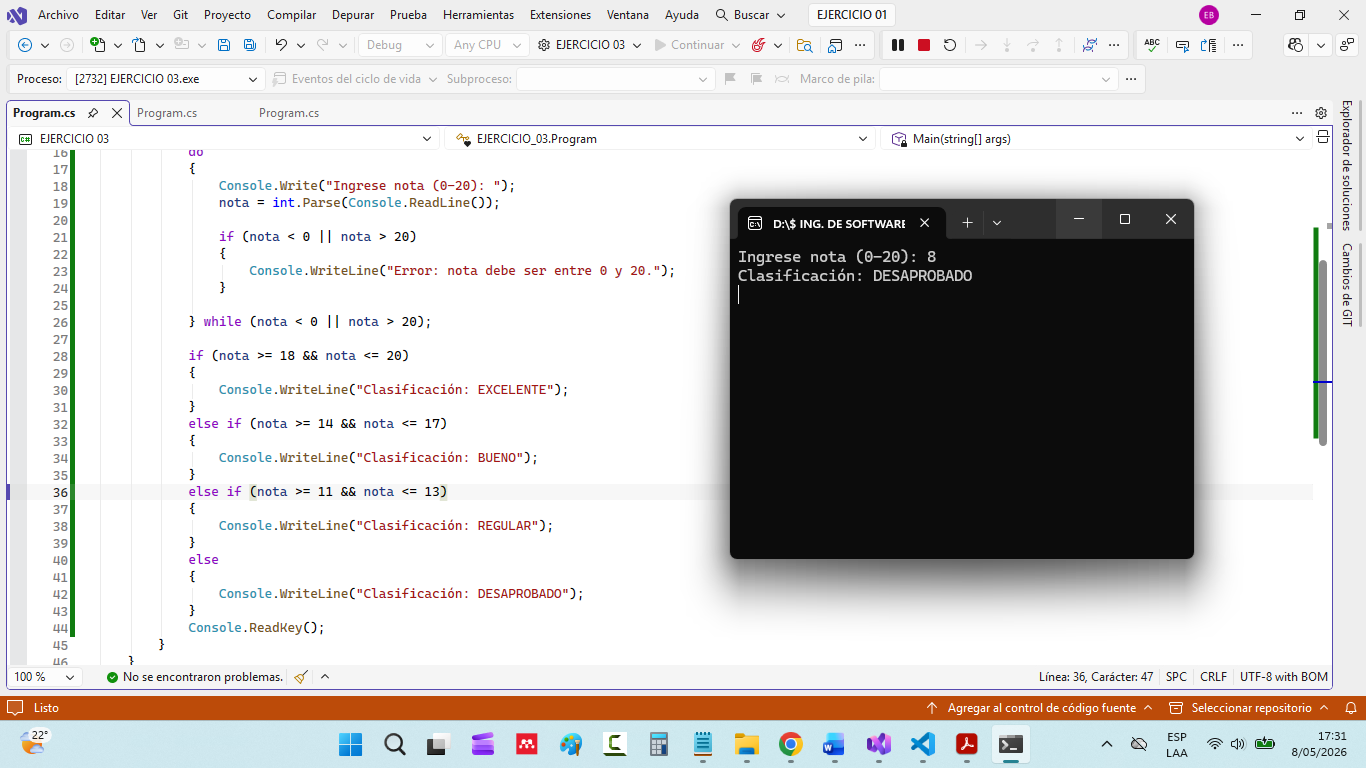 Archivo Editar Ver Git Proyecto Compilar Depurar Prueba Herramientas Extensiones Ventana Ayuda Buscar EJERCICIO 01 EB
Debug Any CPU EJERCICIO 03 Continuar ABC
Proceso: [2732] EJERCICIO 03.exe Eventos del ciclo de vida Subproceso: Marco de pila:
Program.cs Program.cs Program.cs
C# EJERCICIO 03 EJERCICIO_03.Program Main(string[] args)
16 do
17 {
18 Console.Write("Ingrese nota (0-20): ");
19 nota = int.Parse(Console.ReadLine());
20
21 if (nota < 0 || nota > 20)
22 {
23 Console.WriteLine("Error: nota debe ser entre 0 y 20.");
24 }
25
26 } while (nota < 0 || nota > 20);
27
28 if (nota >= 18 && nota <= 20)
29 {
30 Console.WriteLine("Clasificación: EXCELENTE");
31 }
32 else if (nota >= 14 && nota <= 17)
33 {
34 Console.WriteLine("Clasificación: BUENO");
35 }
36 else if (nota >= 11 && nota <= 13)
37 {
38 Console.WriteLine("Clasificación: REGULAR");
39 }
40 else
41 {
42 Console.WriteLine("Clasificación: DESAPROBADO");
43 }
44 Console.ReadKey();
45 }
46 }
D:\$ ING. DE SOFTWARE
Ingrese nota (0-20): 8
Clasificación: DESAPROBADO
Explorador de soluciones
Cambios de GIT
100 % No se encontraron problemas. Línea: 36, Carácter: 47 SPC CRLF UTF-8 with BOM
Listo Agregar al control de código fuente Seleccionar repositorio
22° ESP 17:31
LAA 8/05/2026